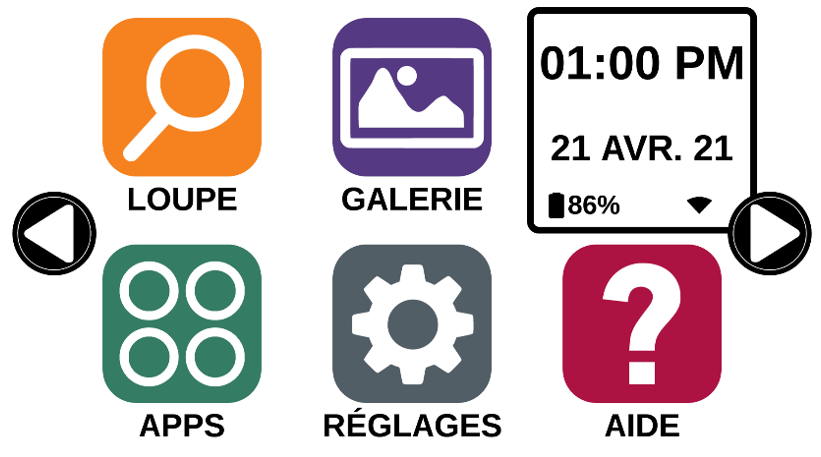 01:00 PM
21 AVR. 21
86%
LOUPE
GALERIE
APPS
RÉGLAGES
?
AIDE